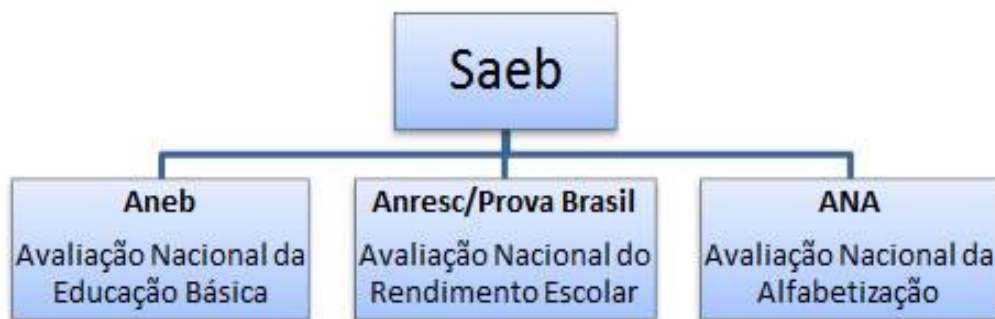 Saeb
Aneb
Avaliação Nacional da
Educação Básica
Anresc/Prova Brasil
Avaliação Nacional do
Rendimento Escolar
ANA
Avaliação Nacional da
Alfabetização